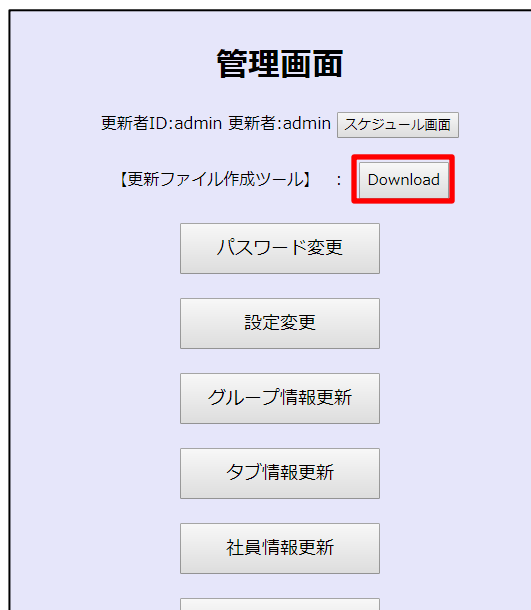 管理画面
更新者ID:admin 更新者:admin スケジュール画面
【更新ファイル作成ツール】 : Download
パスワード変更
設定変更
グループ情報更新
タブ情報更新
社員情報更新